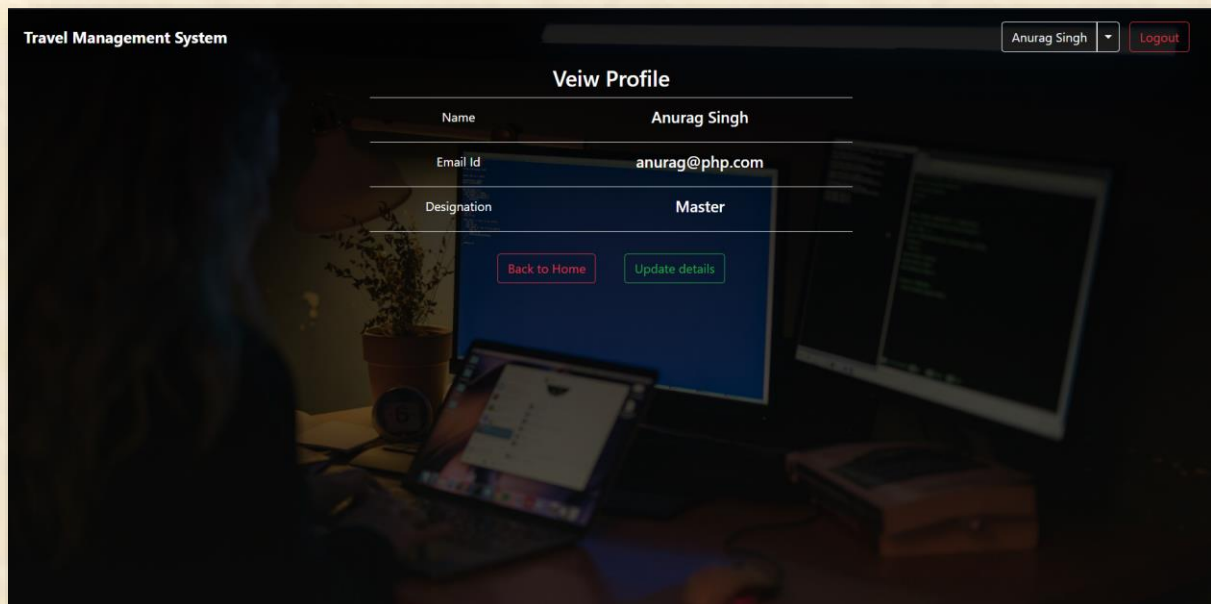 Travel Management System
Anurag Singh
Logout
Veiw Profile
Name Anurag Singh
Email Id anurag@php.com
Designation Master
Back to Home Update details